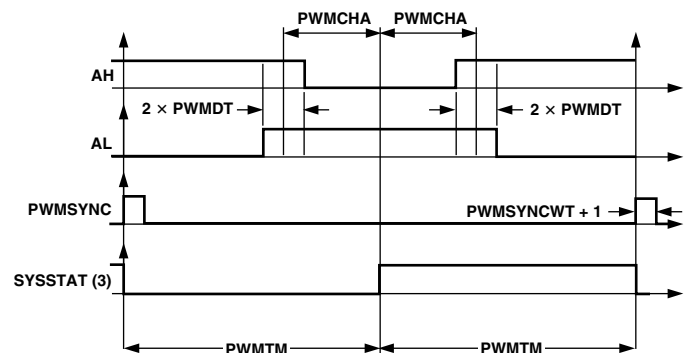 PWMCHA PWMCHA
AH
2 × PWMDT 2 × PWMDT
AL
PWMSYNC PWMSYNCWT + 1
SYSSTAT (3)
PWMTM PWMTM